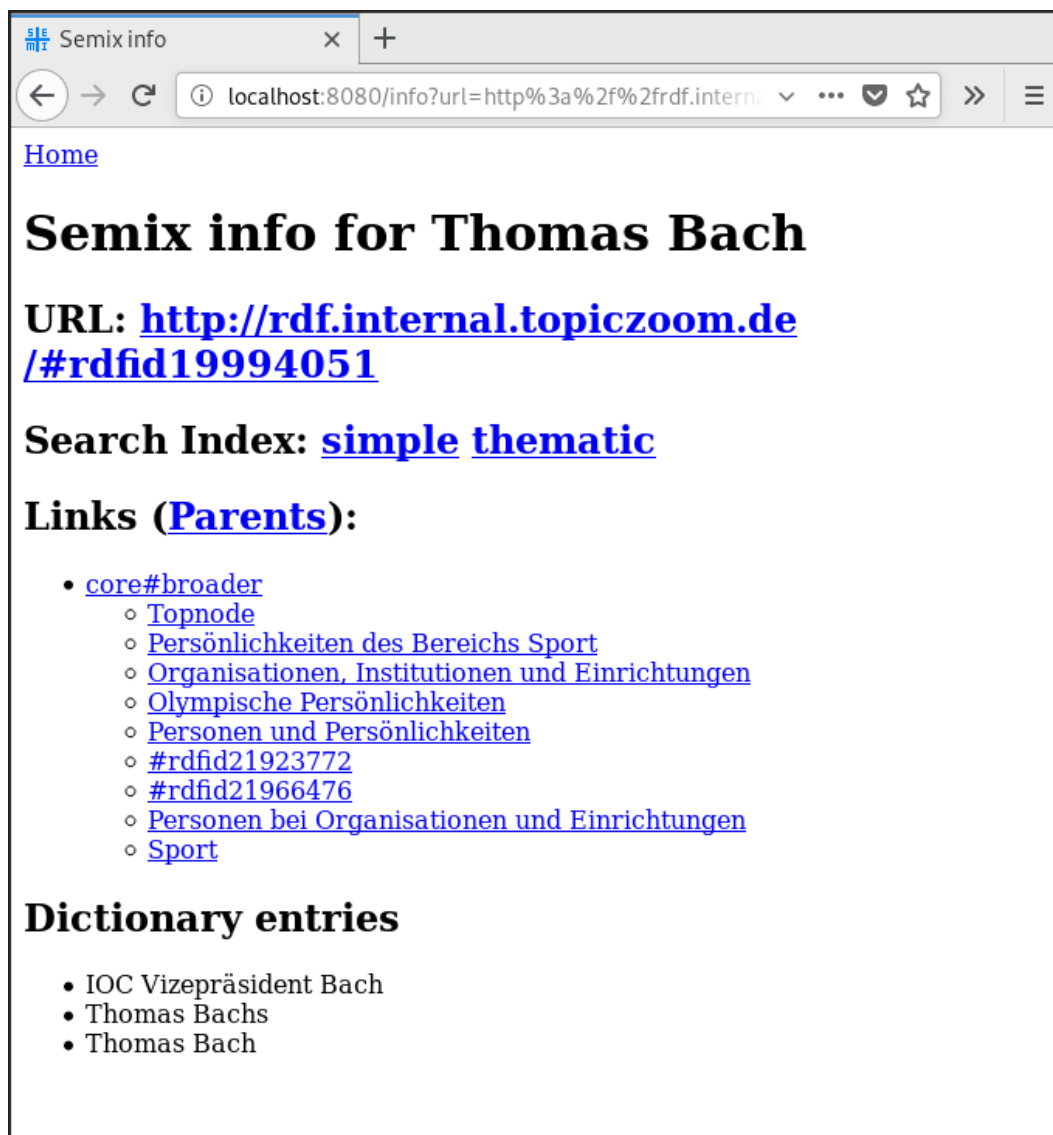 Semix info
localhost:8080/info?url=http%3a%2f%2frdf.intern
Home
Semix info for Thomas Bach
URL: http://rdf.internal.topiczoom.de
/#rdfid19994051
Search Index: simple thematic
Links (Parents):
core#broader
Topnode
Persönlichkeiten des Bereichs Sport
Organisationen, Institutionen und Einrichtungen
Olympische Persönlichkeiten
Personen und Persönlichkeiten
#rdfid21923772
#rdfid21966476
Personen bei Organisationen und Einrichtungen
Sport
Dictionary entries
IOC Vizepräsident Bach
Thomas Bachs
Thomas Bach